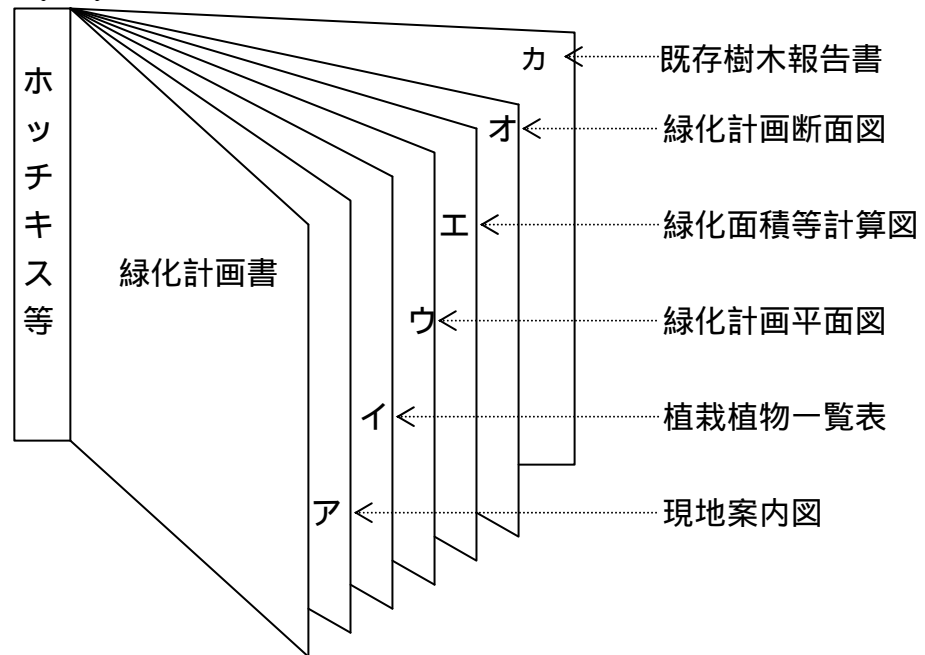 ホッチキス等
緑化計画書
カ 既存樹木報告書
オ 緑化計画断面図
エ 緑化面積等計算図
ウ 緑化計画平面図
イ 植栽植物一覧表
ア 現地案内図